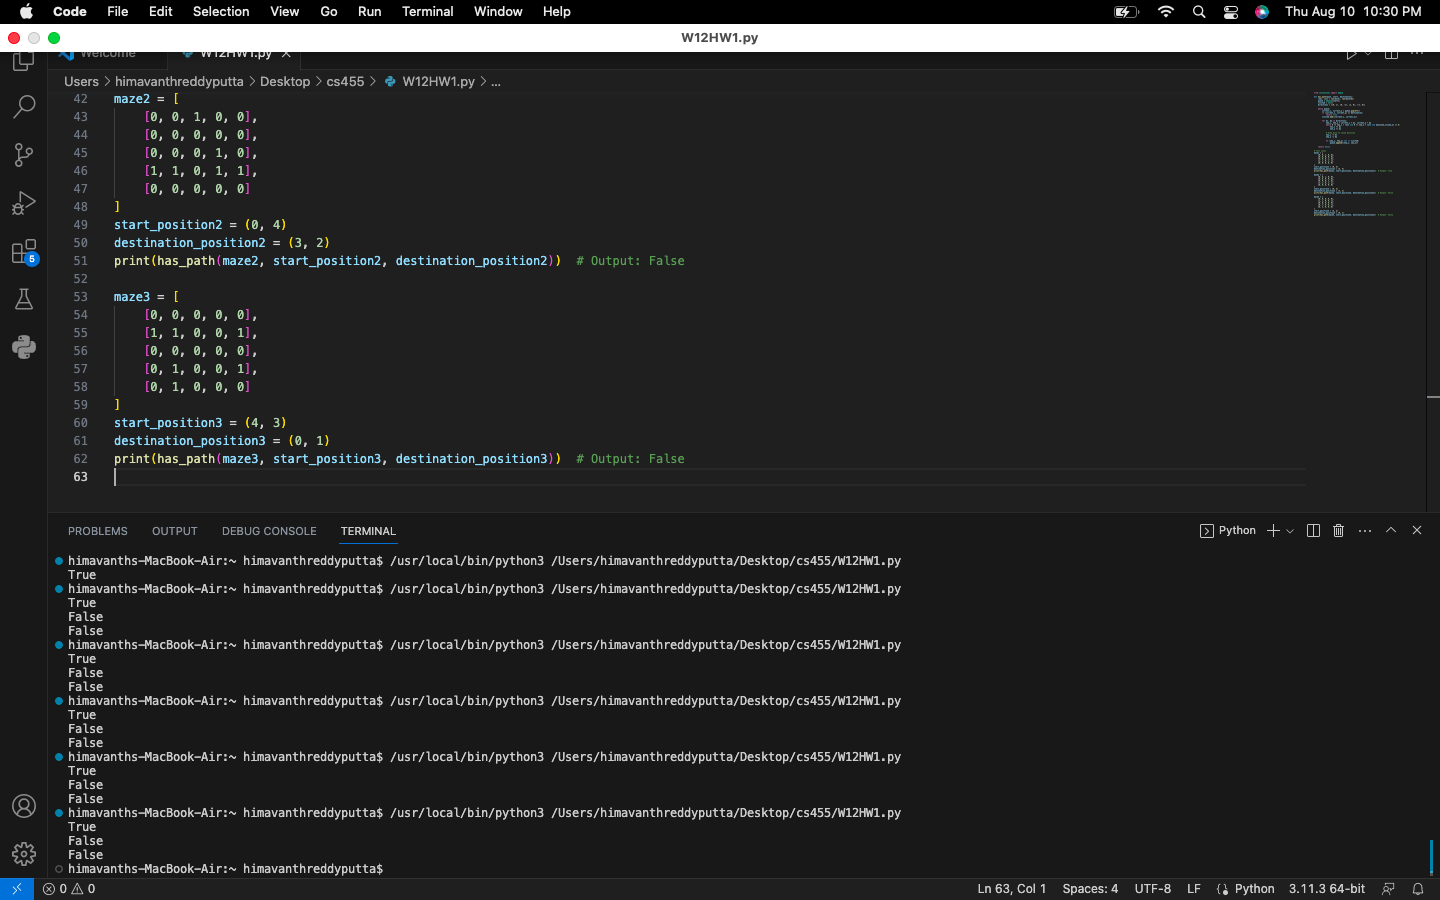 Code File Edit Selection View Go Run Terminal Window Help Thu Aug 10 10:30 PM
W12HW1.py
Welcome W12HW1.py
Users > himavanthreddyputta > Desktop > cs455 > W12HW1.py > ...
42 maze2 = [
43 [0, 0, 1, 0, 0],
44 [0, 0, 0, 0, 0],
45 [0, 0, 0, 1, 0],
46 [1, 1, 0, 1, 1],
47 [0, 0, 0, 0, 0]
48 ]
49 start_position2 = (0, 4)
50 destination_position2 = (3, 2)
51 print(has_path(maze2, start_position2, destination_position2)) # Output: False
52
53 maze3 = [
54 [0, 0, 0, 0, 0],
55 [1, 1, 0, 0, 1],
56 [0, 0, 0, 0, 0],
57 [0, 1, 0, 0, 1],
58 [0, 1, 0, 0, 0]
59 ]
60 start_position3 = (4, 3)
61 destination_position3 = (0, 1)
62 print(has_path(maze3, start_position3, destination_position3)) # Output: False
63
5
PROBLEMS OUTPUT DEBUG CONSOLE TERMINAL Python
himavanths-MacBook-Air:~ himavanthreddyputta$ /usr/local/bin/python3 /Users/himavanthreddyputta/Desktop/cs455/W12HW1.py
True
himavanths-MacBook-Air:~ himavanthreddyputta$ /usr/local/bin/python3 /Users/himavanthreddyputta/Desktop/cs455/W12HW1.py
True
False
False
himavanths-MacBook-Air:~ himavanthreddyputta$ /usr/local/bin/python3 /Users/himavanthreddyputta/Desktop/cs455/W12HW1.py
True
False
False
himavanths-MacBook-Air:~ himavanthreddyputta$ /usr/local/bin/python3 /Users/himavanthreddyputta/Desktop/cs455/W12HW1.py
True
False
False
himavanths-MacBook-Air:~ himavanthreddyputta$ /usr/local/bin/python3 /Users/himavanthreddyputta/Desktop/cs455/W12HW1.py
True
False
False
himavanths-MacBook-Air:~ himavanthreddyputta$ /usr/local/bin/python3 /Users/himavanthreddyputta/Desktop/cs455/W12HW1.py
True
False
False
himavanths-MacBook-Air:~ himavanthreddyputta$
0 0 Ln 63, Col 1 Spaces: 4 UTF-8 LF Python 3.11.3 64-bit